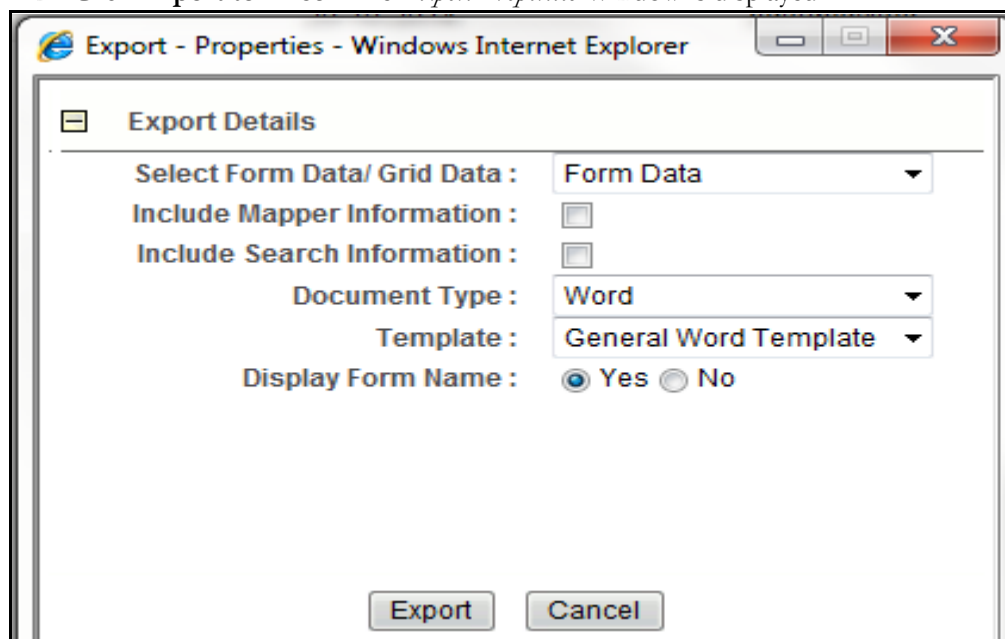 Export - Properties - Windows Internet Explorer
Export Details
Select Form Data/ Grid Data : Form Data
Include Mapper Information :
Include Search Information :
Document Type : Word
Template : General Word Template
Display Form Name : Yes No
Export Cancel